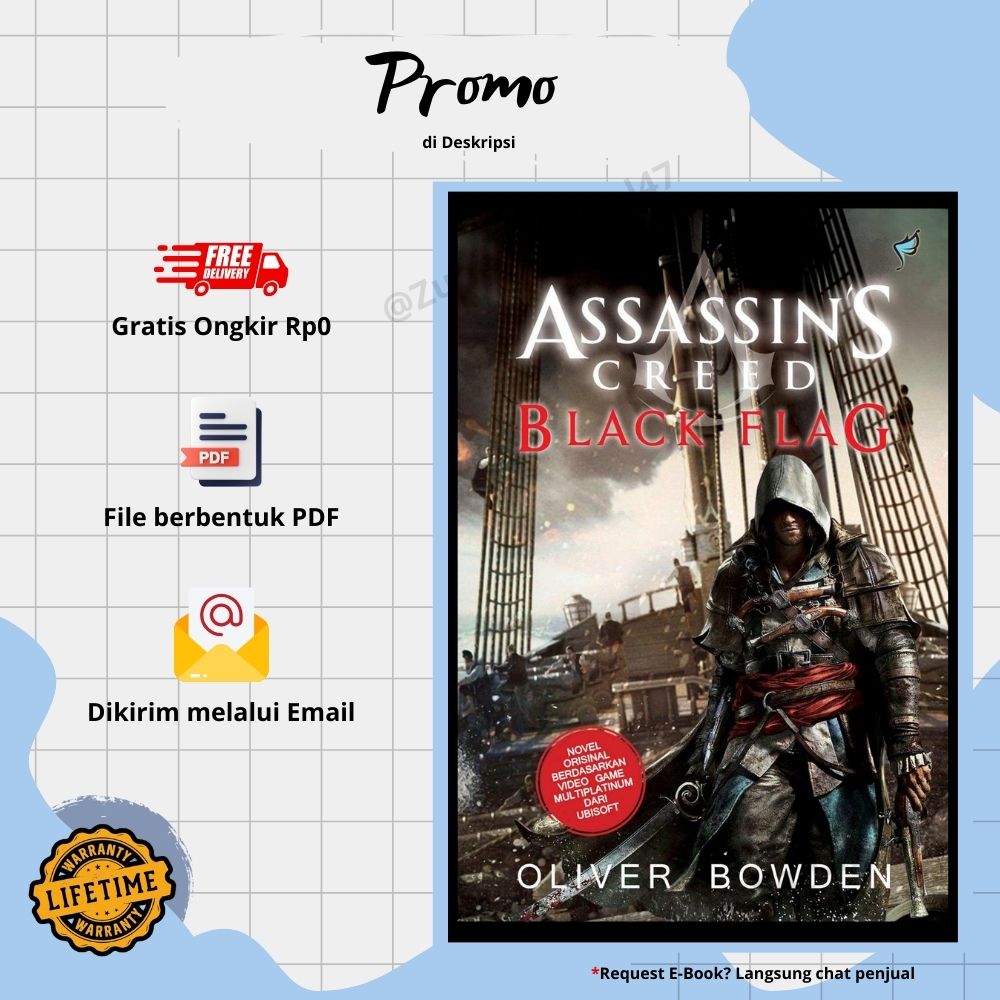 Promo
di Deskripsi
FREE
DELIVERY
Gratis Ongkir Rp0
PDF
File berbentuk PDF
@
Dikirim melalui Email
WARRANTY
LIFETIME
WARRANTY
ASSASSIN'S
CREED
BLACK FLAG
NOVEL
ORISINAL
BERDASARKAN
VIDEO GAME
MULTIPLATINUM
DARI
UBISOFT
OLIVER BOWDEN
*Request E-Book? Langsung chat penjual